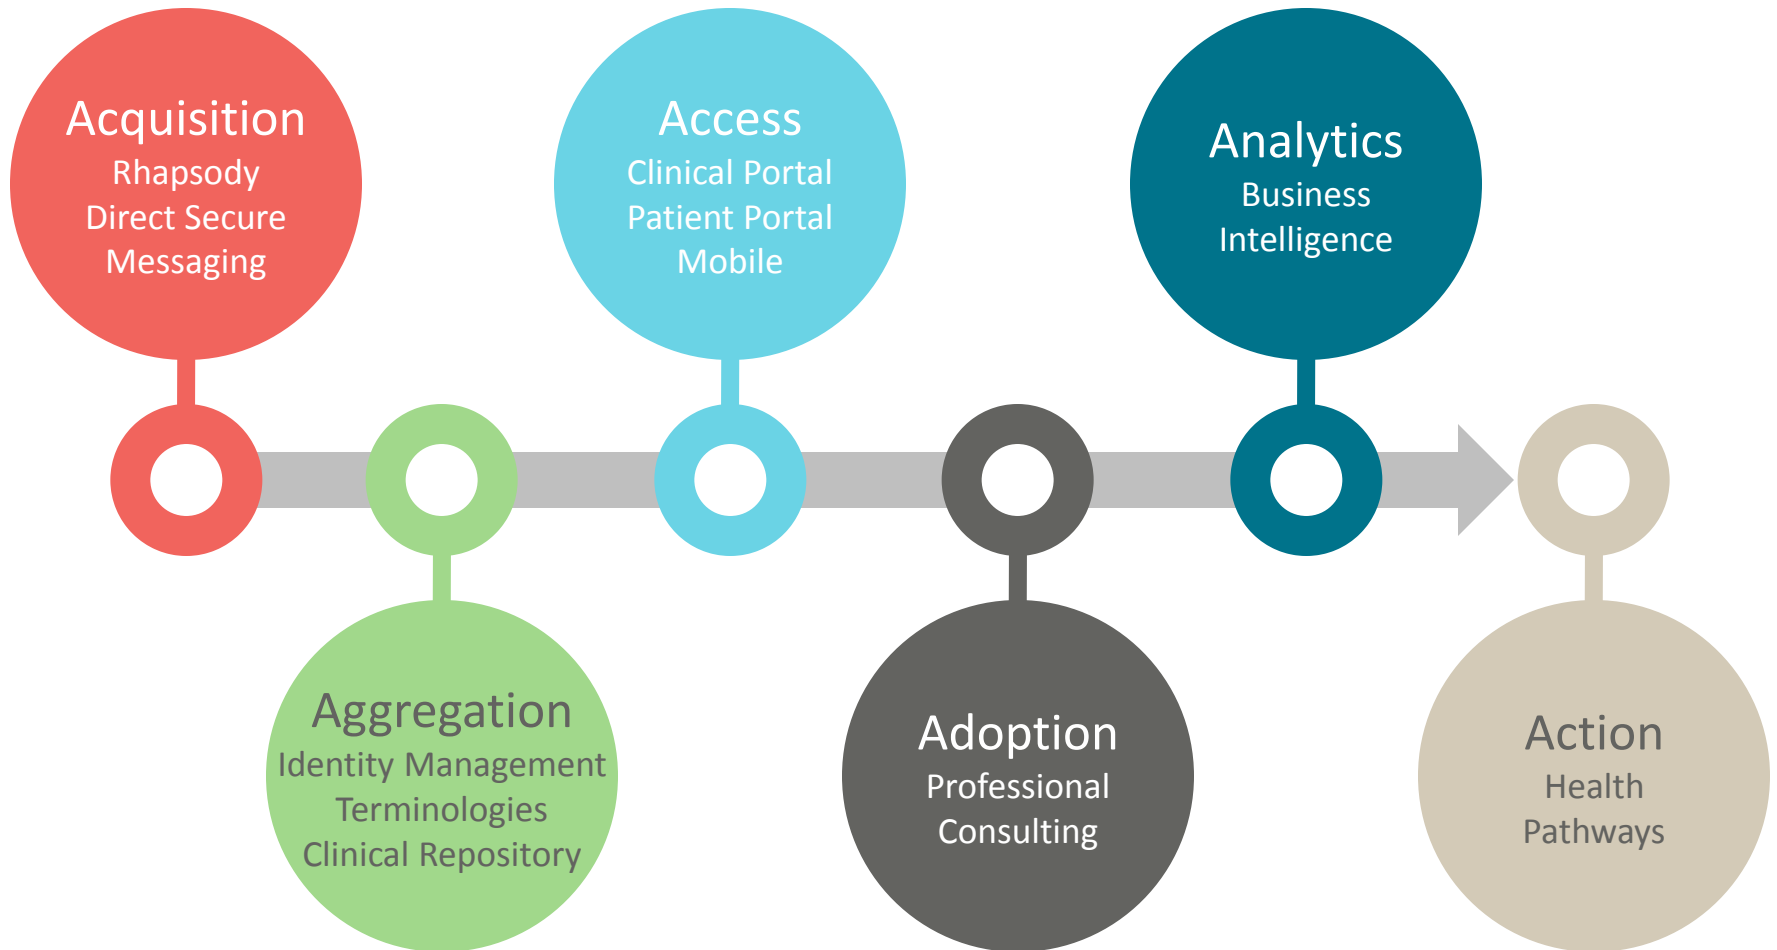 Acquisition
Rhapsody
Direct Secure
Messaging
Aggregation
Identity Management
Terminologies
Clinical Repository
Access
Clinical Portal
Patient Portal
Mobile
Adoption
Professional
Consulting
Analytics
Business
Intelligence
Action
Health
Pathways